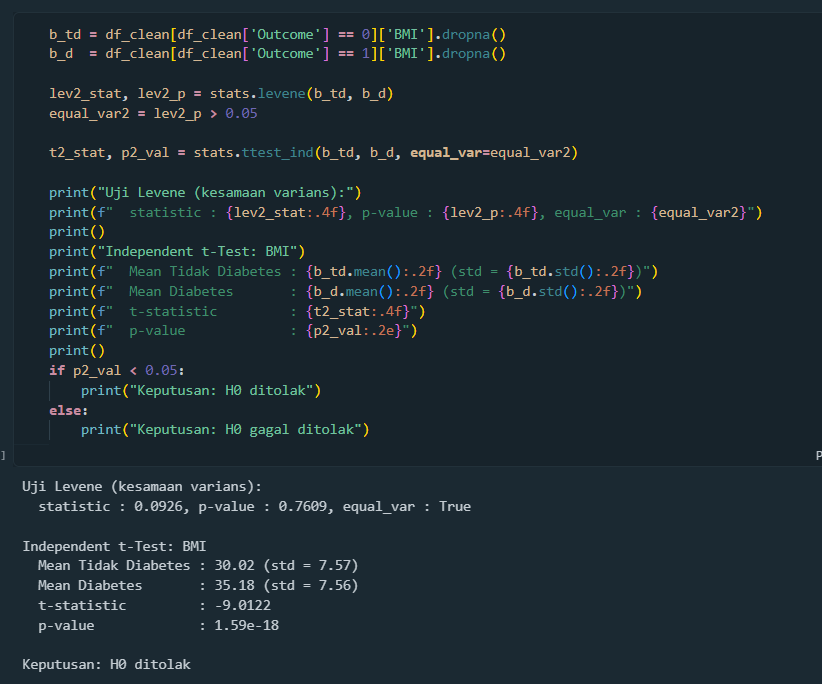 b_td = df_clean[df_clean['Outcome'] == 0]['BMI'].dropna()
b_d  = df_clean[df_clean['Outcome'] == 1]['BMI'].dropna()
lev2_stat, lev2_p = stats.levene(b_td, b_d)
equal_var2 = lev2_p > 0.05
t2_stat, p2_val = stats.ttest_ind(b_td, b_d, equal_var=equal_var2)
print("Uji Levene (kesamaan varians):")
print(f"  statistic : {lev2_stat:.4f}, p-value : {lev2_p:.4f}, equal_var : {equal_var2}")
print()
print("Independent t-Test: BMI")
print(f"  Mean Tidak Diabetes : {b_td.mean():.2f} (std = {b_td.std():.2f})")
print(f"  Mean Diabetes       : {b_d.mean():.2f} (std = {b_d.std():.2f})")
print(f"  t-statistic         : {t2_stat:.4f}")
print(f"  p-value             : {p2_val:.2e}")
print()
if p2_val < 0.05:
    print("Keputusan: H0 ditolak")
else:
    print("Keputusan: H0 gagal ditolak")
]
P
Uji Levene (kesamaan varians):
  statistic : 0.0926, p-value : 0.7609, equal_var : True
Independent t-Test: BMI
  Mean Tidak Diabetes : 30.02 (std = 7.57)
  Mean Diabetes       : 35.18 (std = 7.56)
  t-statistic         : -9.0122
  p-value             : 1.59e-18
Keputusan: H0 ditolak